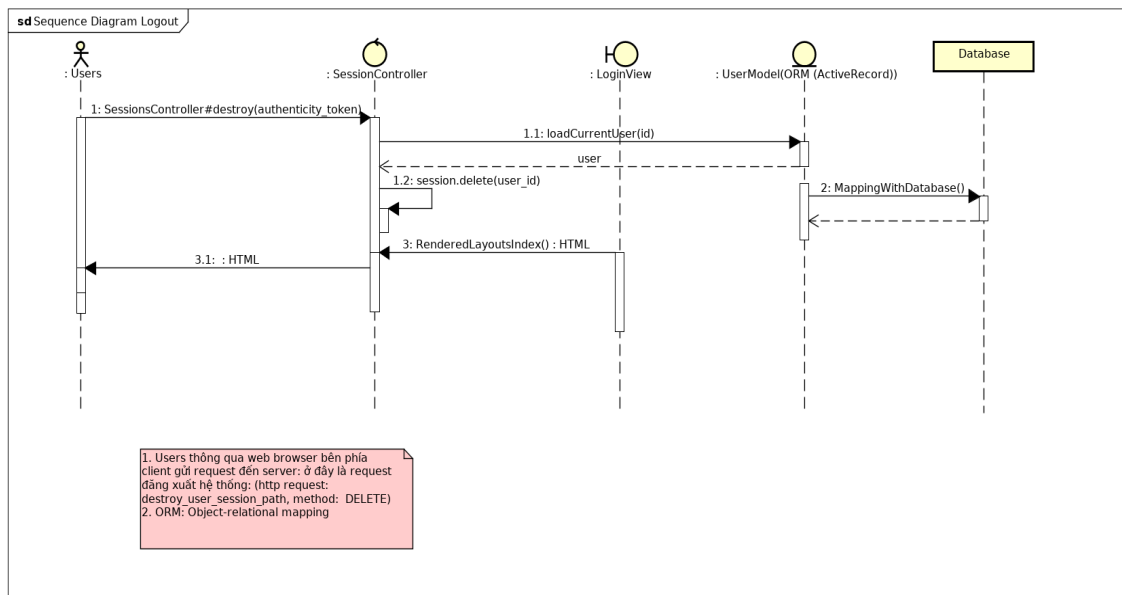 sd Sequence Diagram Logout
: Users
: SessionController
: LoginView
: UserModel(ORM (ActiveRecord))
Database
1: SessionsController#destroy(authenticity_token)
1.1: loadCurrentUser(id)
user
1.2: session.delete(user_id)
2: MappingWithDatabase()
3: RenderedLayoutsIndex() : HTML
3.1:  : HTML
1. Users thông qua web browser bên phía
client gửi request đến server: ở đây là request
đăng xuất hệ thống: (http request:
destroy_user_session_path, method:  DELETE)
2. ORM: Object-relational mapping